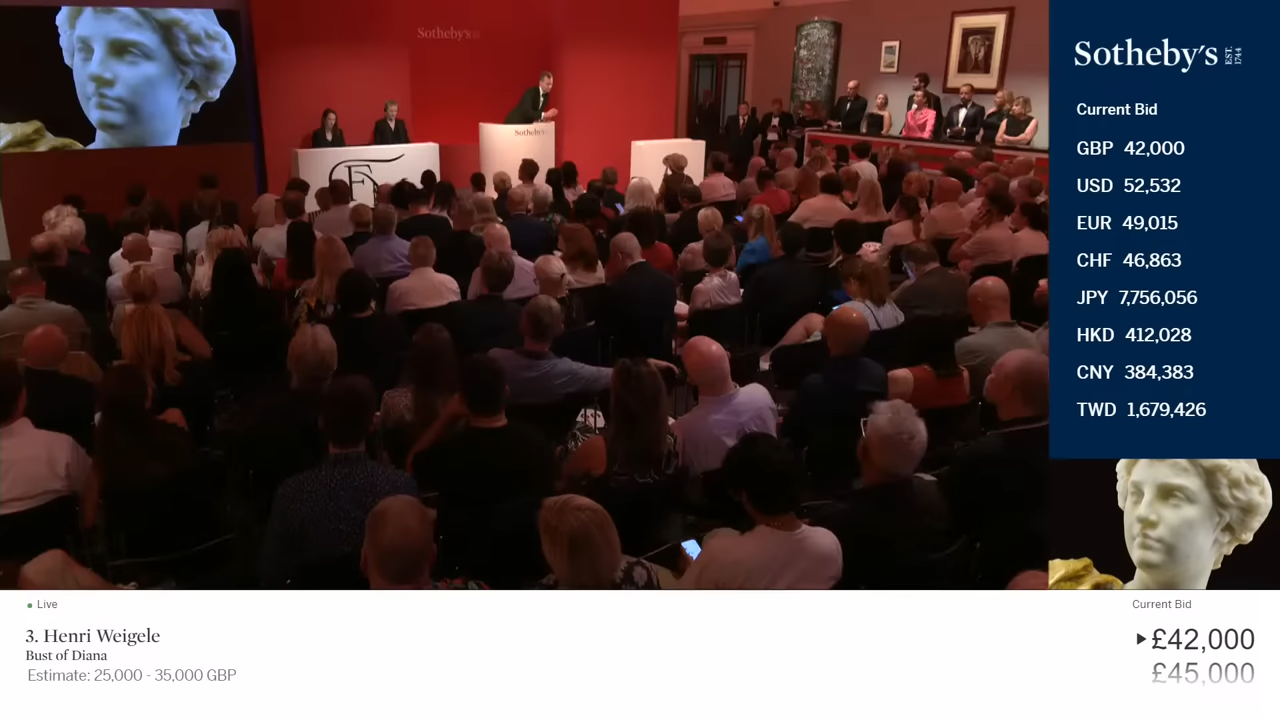 Sotheby's
Sotheby's
Sotheby's EST. 1744
Current Bid
GBP 42,000
USD 52,532
EUR 49,015
CHF 46,863
JPY 7,756,056
HKD 412,028
CNY 384,383
TWD 1,679,426
Live
Current Bid
3. Henri Weigele
£42,000
Bust of Diana
Estimate: 25,000 - 35,000 GBP
£45,000